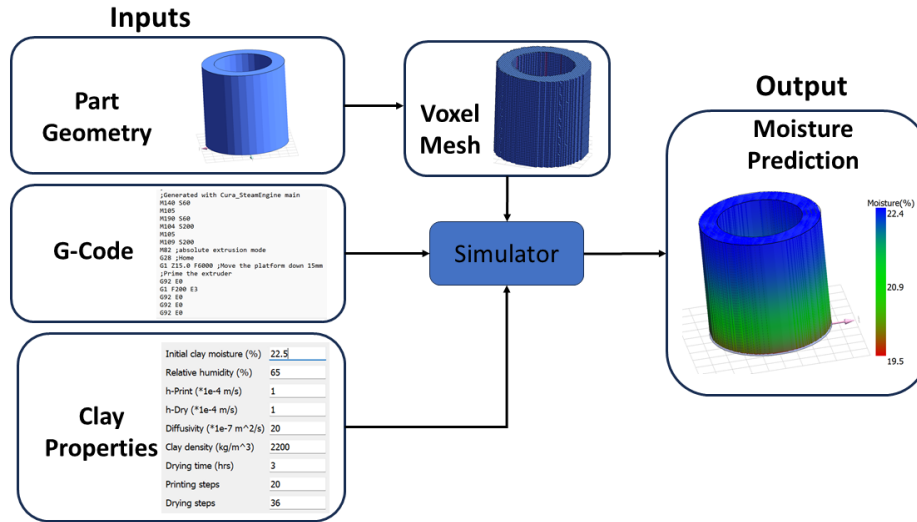 Inputs
Part
Geometry
Voxel
Mesh
Output
Moisture
Prediction
Moisture(%)
22.4
20.9
19.5
G-Code
;Generated with Cura_SteamEngine main
M140 S60
M105
M190 S60
M104 S200
M105
M109 S200
M82 ;absolute extrusion mode
G28 ;Home
G1 Z15.0 F6000 ;Move the platform down 15mm
;Prime the extruder
G92 E0
G1 F200 E3
G92 E0
G92 E0
G92 E0
Simulator
Clay
Properties
Initial clay moisture (%) 22.5
Relative humidity (%) 65
h-Print (*1e-4 m/s) 1
h-Dry (*1e-4 m/s) 1
Diffusivity (*1e-7 m^2/s) 20
Clay density (kg/m^3) 2200
Drying time (hrs) 3
Printing steps 20
Drying steps 36